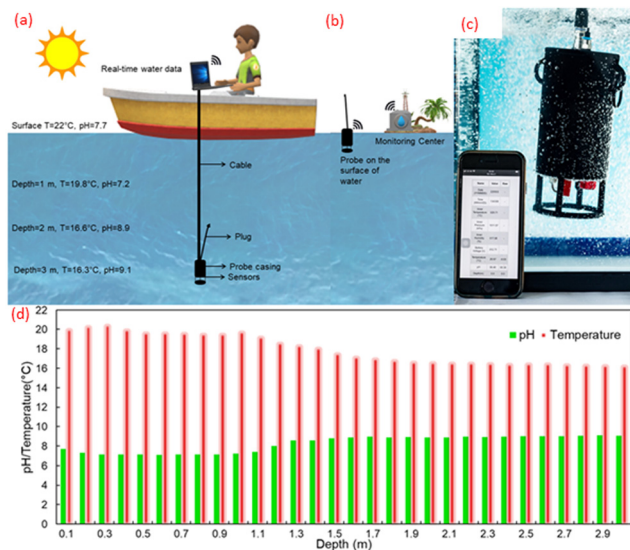 (a)
Real-time water data
Surface T=22°C, pH=7.7
Cable
Depth=1 m, T=19.8°C, pH=7.2
Depth=2 m, T=16.6°C, pH=8.9
Plug
Depth=3 m, T=16.3°C, pH=9.1
Probe casing
Sensors
(b)
Monitoring Center
Probe on the
surface of
water
(c)
(d)
pH
Temperature
pH/Temperature(°C)
22
20
18
16
14
12
10
8
6
4
2
0
0.1 0.3 0.5 0.7 0.9 1.1 1.3 1.5 1.7 1.9 2.1 2.3 2.5 2.7 2.9
Depth (m)